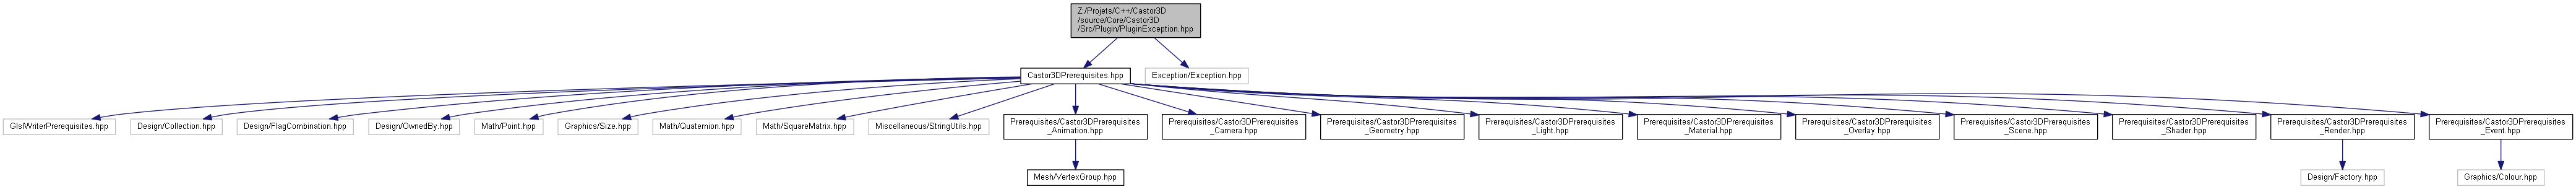 Z:/Projets/C++/Castor3D
/source/Core/Castor3D
/Src/Plugin/PluginException.hpp
Castor3DPrerequisites.hpp
Exception/Exception.hpp
GlslWriterPrerequisites.hpp
Design/Collection.hpp
Design/FlagCombination.hpp
Design/OwnedBy.hpp
Math/Point.hpp
Graphics/Size.hpp
Math/Quaternion.hpp
Math/SquareMatrix.hpp
Miscellaneous/StringUtils.hpp
Prerequisites/Castor3DPrerequisites
_Animation.hpp
Prerequisites/Castor3DPrerequisites
_Camera.hpp
Prerequisites/Castor3DPrerequisites
_Geometry.hpp
Prerequisites/Castor3DPrerequisites
_Light.hpp
Prerequisites/Castor3DPrerequisites
_Material.hpp
Prerequisites/Castor3DPrerequisites
_Overlay.hpp
Prerequisites/Castor3DPrerequisites
_Scene.hpp
Prerequisites/Castor3DPrerequisites
_Shader.hpp
Prerequisites/Castor3DPrerequisites
_Render.hpp
Prerequisites/Castor3DPrerequisites
_Event.hpp
Mesh/VertexGroup.hpp
Design/Factory.hpp
Graphics/Colour.hpp